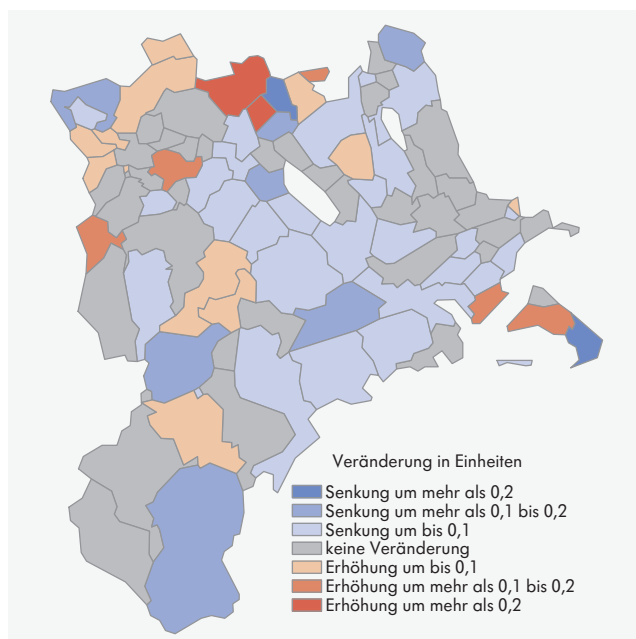 Veränderung in Einheiten
Senkung um mehr als 0,2
Senkung um mehr als 0,1 bis 0,2
Senkung um bis 0,1
keine Veränderung
Erhöhung um bis 0,1
Erhöhung um mehr als 0,1 bis 0,2
Erhöhung um mehr als 0,2